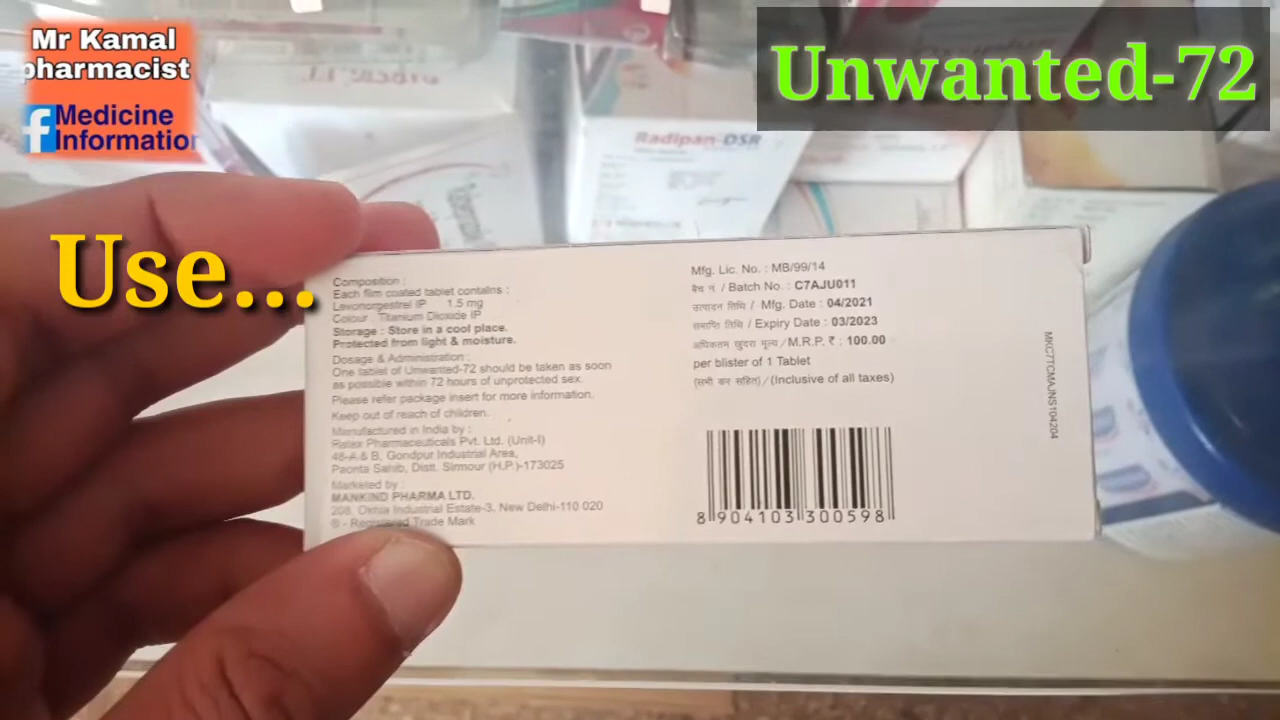 Mr Kamal
pharmacist
Medicine
Information
Unwanted-72
Radipan-DSR
Use...
Composition :
Each film coated tablet contains :
Levonorgestrel IP 1.5 mg
Colour : Titanium Dioxide IP
Storage : Store in a cool place.
Protected from light & moisture.
Dosage & Administration :
One tablet of Unwanted-72 should be taken as soon
as possible within 72 hours of unprotected sex.
Please refer package insert for more information.
Keep out of reach of children.
Manufactured in India by :
Relax Pharmaceuticals Pvt. Ltd. (Unit-I)
48-A & B, Gondpur Industrial Area,
Paonta Sahib, Distt. Sirmour (H.P.)-173025
Marketed by :
MANKIND PHARMA LTD.
208, Okhla Industrial Estate-3, New Delhi-110 020
® - Registered Trade Mark
Mfg. Lic. No. : MB/99/14
बैच नं. / Batch No. : C7AJU011
उत्पादन तिथि / Mfg. Date : 04/2021
समाप्ति तिथि / Expiry Date : 03/2023
अधिकतम खुदरा मूल्य / M.R.P. ₹ : 100.00
per blister of 1 Tablet
(सभी कर सहित) / (Inclusive of all taxes)
8 904103 300598